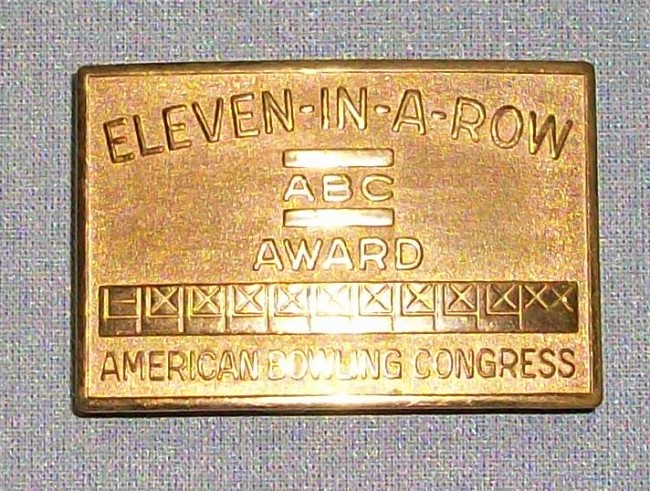 ELEVEN-IN-A-ROW
ABC
AWARD
AMERICAN BOWLING CONGRESS